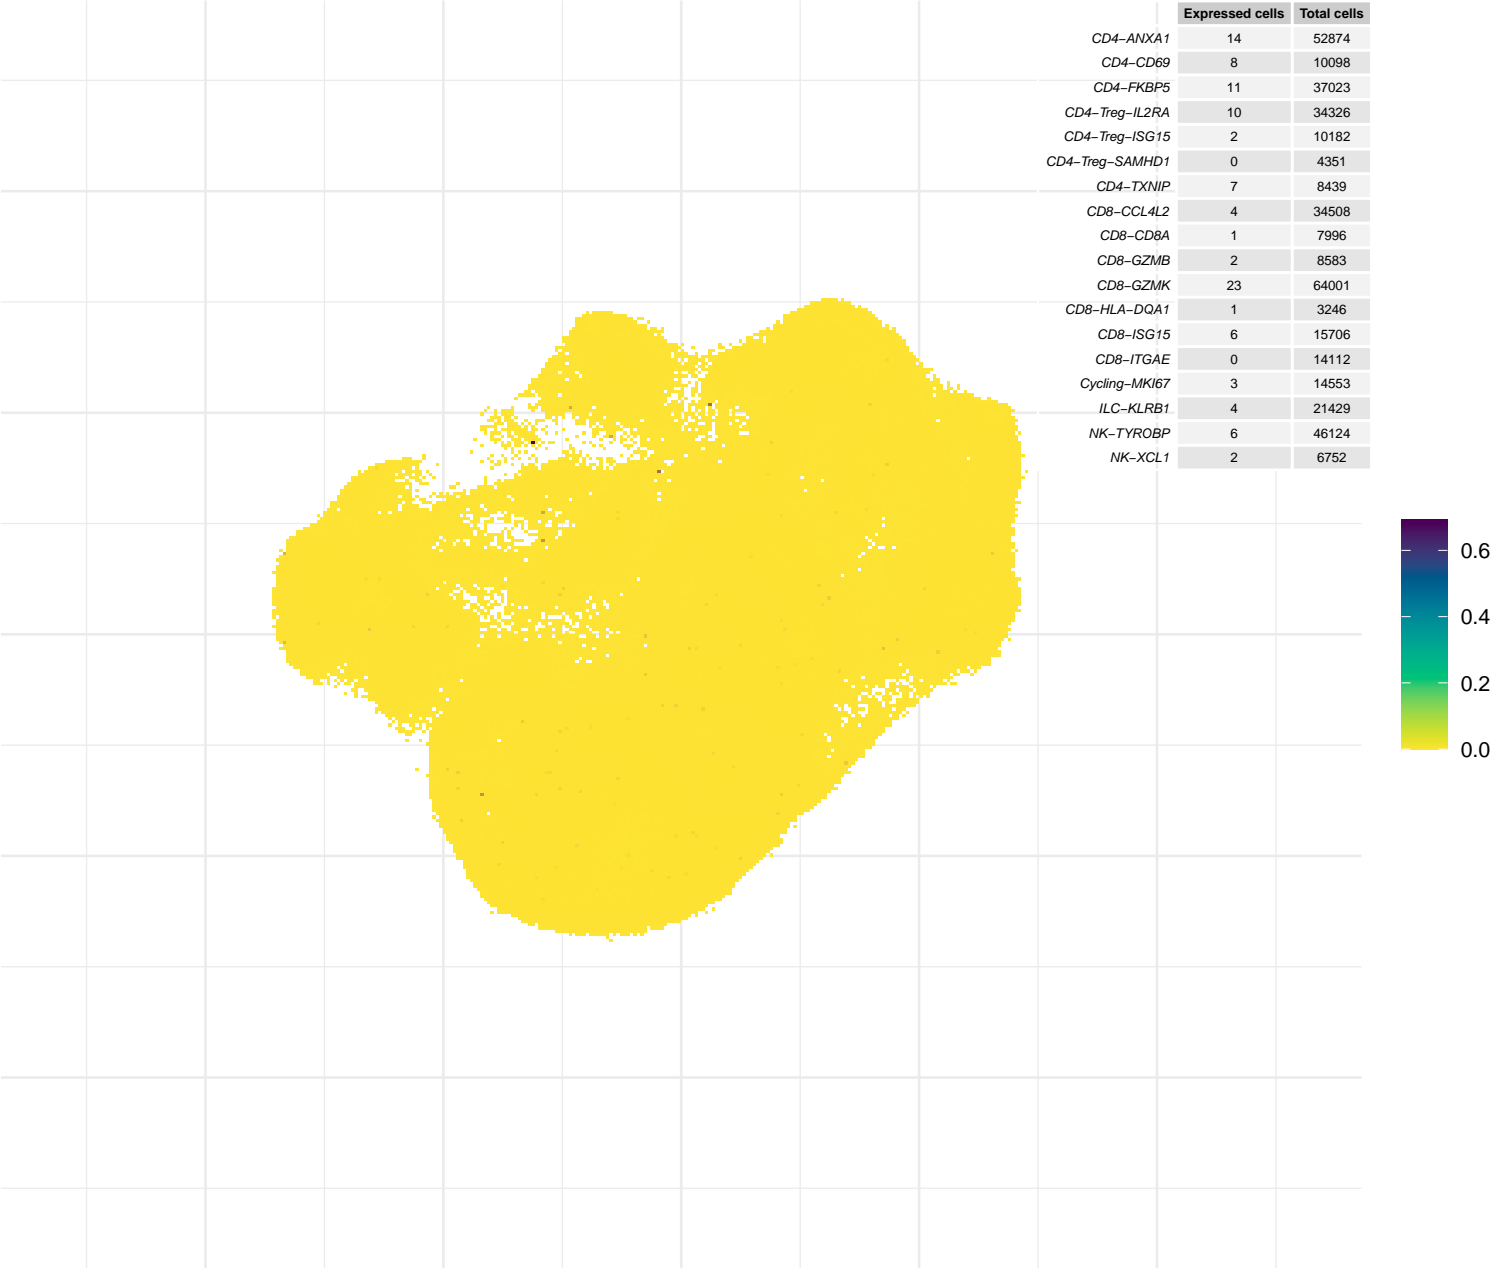 Expressed cells Total cells
CD4−ANXA1 14 52874
CD4−CD69 8 10098
CD4−FKBP5 11 37023
CD4−Treg−IL2RA 10 34326
CD4−Treg−ISG15 2 10182
CD4−Treg−SAMHD1 0 4351
CD4−TXNIP 7 8439
CD8−CCL4L2 4 34508
CD8−CD8A 1 7996
CD8−GZMB 2 8583
CD8−GZMK 23 64001
CD8−HLA−DQA1 1 3246
CD8−ISG15 6 15706
CD8−ITGAE 0 14112
Cycling−MKI67 3 14553
ILC−KLRB1 4 21429
NK−TYROBP 6 46124
NK−XCL1 2 6752
0.6
0.4
0.2
0.0